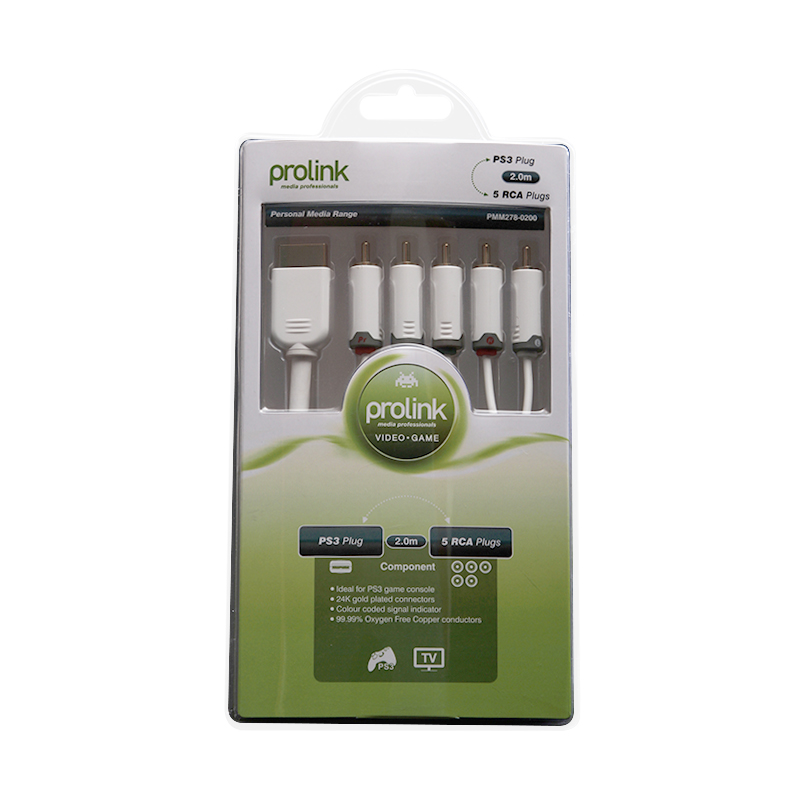 prolink
media professionals
PS3 Plug
2.0m
5 RCA Plugs
Personal Media Range
PMM278-0200
prolink
media professionals
VIDEO•GAME
PS3 Plug
2.0m
5 RCA Plugs
Component
• Ideal for PS3 game console
• 24K gold plated connectors
• Colour coded signal indicator
• 99.99% Oxygen Free Copper conductors
PS3
TV